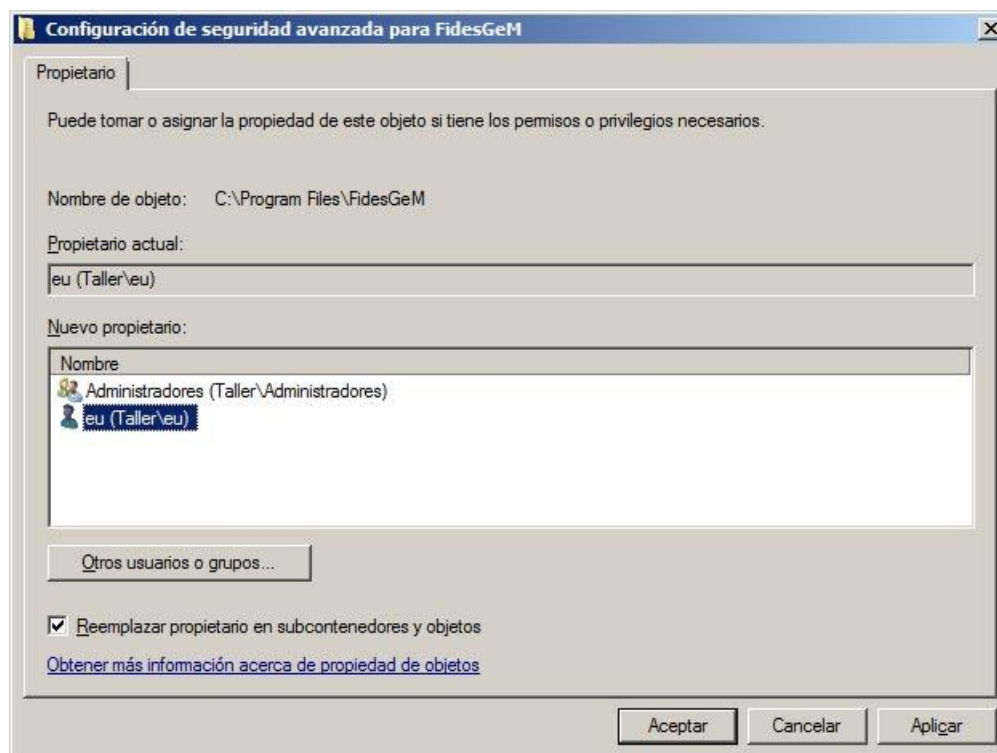 Configuración de seguridad avanzada para FidesGeM
Propietario
Puede tomar o asignar la propiedad de este objeto si tiene los permisos o privilegios necesarios.
Nombre de objeto: C:\Program Files\FidesGeM
Propietario actual:
eu (Taller\eu)
Nuevo propietario:
Nombre
Administradores (Taller\Administradores)
eu (Taller\eu)
Otros usuarios o grupos...
Reemplazar propietario en subcontenedores y objetos
Obtener más información acerca de propiedad de objetos
Aceptar Cancelar Aplicar